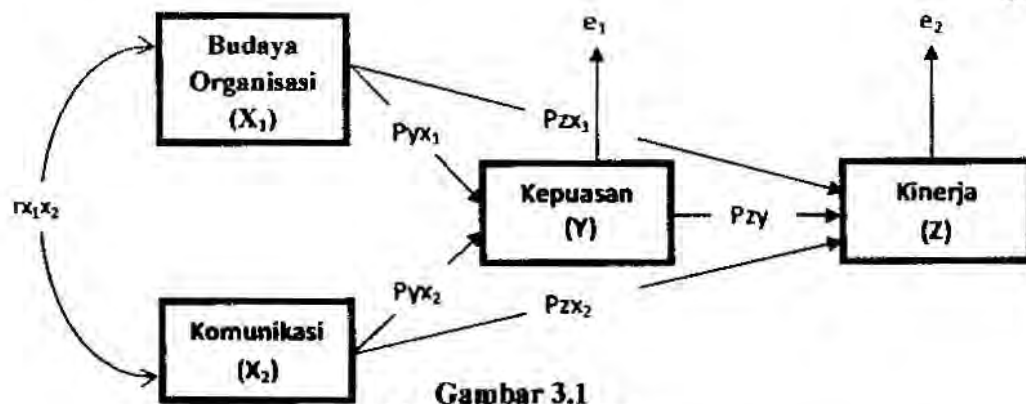 Budaya
Organisasi
(X₁)
e₁
e₂
Pyx₁
Pzx₁
rx₁x₂
Kepuasan
(Y)
Pzy
Kinerja
(Z)
Pyx₂
Pzx₂
Komunikasi
(X₂)
Gambar 3.1